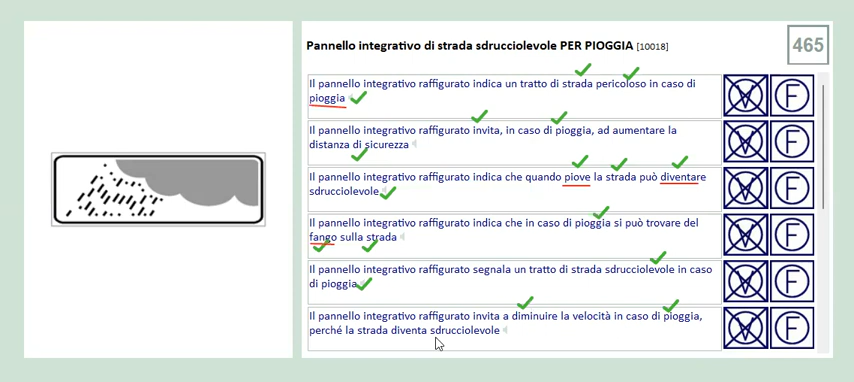 Pannello integrativo di strada sdrucciolevole PER PIOGGIA [10018]
465
Il pannello integrativo raffigurato indica un tratto di strada pericoloso in caso di
pioggia
V F
Il pannello integrativo raffigurato invita, in caso di pioggia, ad aumentare la
distanza di sicurezza
V F
Il pannello integrativo raffigurato indica che quando piove la strada può diventare
sdrucciolevole
V F
Il pannello integrativo raffigurato indica che in caso di pioggia si può trovare del
fango sulla strada
V F
Il pannello integrativo raffigurato segnala un tratto di strada sdrucciolevole in caso
di pioggia
V F
Il pannello integrativo raffigurato invita a diminuire la velocità in caso di pioggia,
perché la strada diventa sdrucciolevole
V F